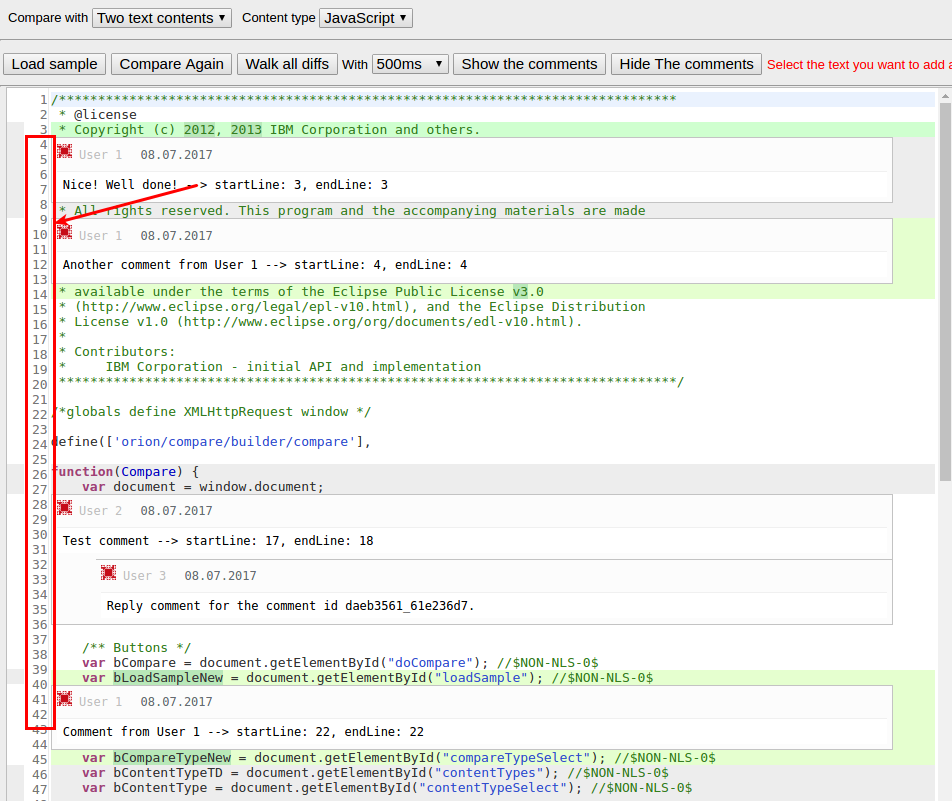 Compare with Two text contents Content type JavaScript
Load sample Compare Again Walk all diffs With 500ms Show the comments Hide The comments Select the text you want to add
1 /*******************************************************************************
2 * @license
3 * Copyright (c) 2012, 2013 IBM Corporation and others.
4 User 1 08.07.2017
5
6
7 Nice! Well done! --> startLine: 3, endLine: 3
8
9 * All rights reserved. This program and the accompanying materials are made
10 User 1 08.07.2017
11
12 Another comment from User 1 --> startLine: 4, endLine: 4
13
14 * available under the terms of the Eclipse Public License v3.0
15 * (http://www.eclipse.org/legal/epl-v10.html), and the Eclipse Distribution
16 * License v1.0 (http://www.eclipse.org/org/documents/edl-v10.html).
17 *
18 * Contributors:
19 * IBM Corporation - initial API and implementation
20 *******************************************************************************/
21
22 /*globals define XMLHttpRequest window */
23
24 define(['orion/compare/builder/compare'],
25
26 function(Compare) {
27 var document = window.document;
28 User 2 08.07.2017
29
30 Test comment --> startLine: 17, endLine: 18
31
32 User 3 08.07.2017
33
34
35 Reply comment for the comment id daeb3561_61e236d7.
36
37 /** Buttons */
38 var bCompare = document.getElementById("doCompare"); //$NON-NLS-0$
39 var bLoadSampleNew = document.getElementById("loadSample"); //$NON-NLS-0$
40
41 User 1 08.07.2017
42
43 Comment from User 1 --> startLine: 22, endLine: 22
44
45 var bCompareTypeNew = document.getElementById("compareTypeSelect"); //$NON-NLS-0$
46 var bContentTypeTD = document.getElementById("contentTypes"); //$NON-NLS-0$
47 var bContentType = document.getElementById("contentTypeSelect"); //$NON-NLS-0$